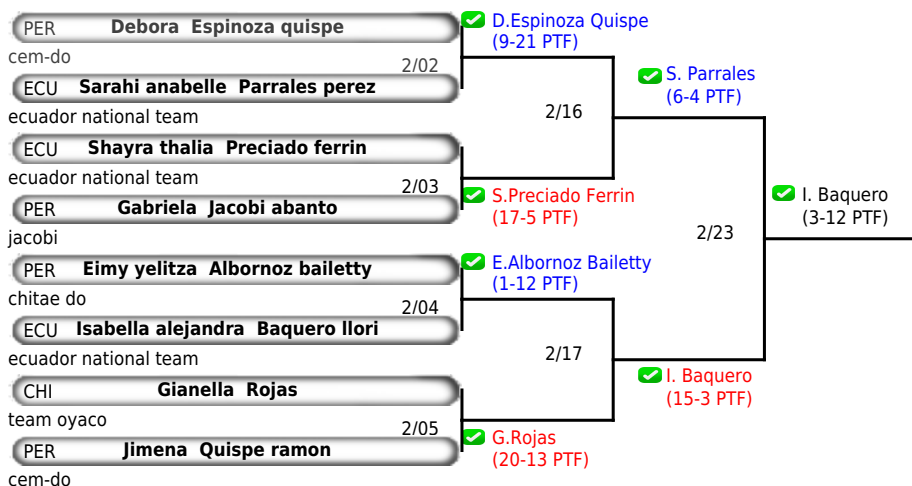 PER Debora Espinoza quispe
cem-do
2/02
ECU Sarahi anabelle Parrales perez
ecuador national team
ECU Shayra thalia Preciado ferrin
ecuador national team
2/03
PER Gabriela Jacobi abanto
jacobi
PER Eimy yelitza Albornoz bailetty
chitae do
2/04
ECU Isabella alejandra Baquero llori
ecuador national team
CHI Gianella Rojas
team oyaco
2/05
PER Jimena Quispe ramon
cem-do
D.Espinoza Quispe
(9-21 PTF)
2/16
S.Preciado Ferrin
(17-5 PTF)
E.Albornoz Bailetty
(1-12 PTF)
2/17
G.Rojas
(20-13 PTF)
S. Parrales
(6-4 PTF)
2/23
I. Baquero
(15-3 PTF)
I. Baquero
(3-12 PTF)